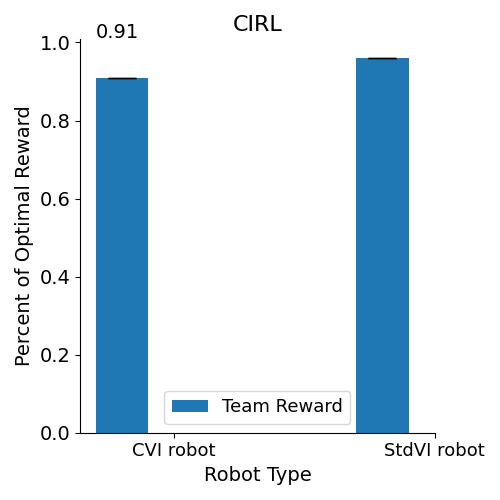 CIRL
0.91
1.0
0.8
0.6
0.4
0.2
0.0
Percent of Optimal Reward
Team Reward
CVI robot
StdVI robot
Robot Type